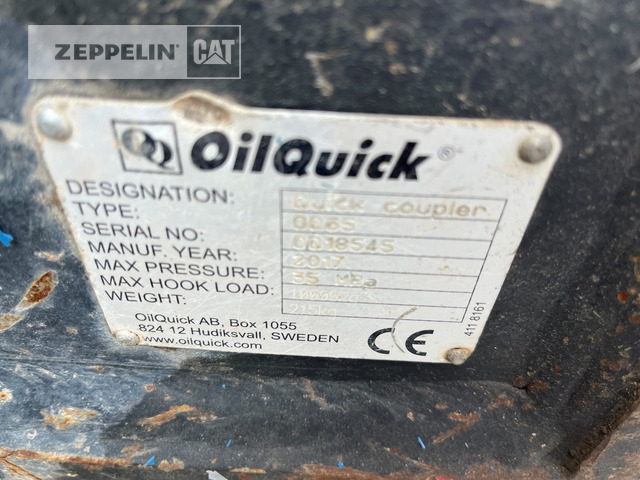 ZEPPELIN CAT
OilQuick ®
DESIGNATION: Quick coupler
TYPE: OQ65
SERIAL NO: OQ18545
MANUF. YEAR: 2017
MAX PRESSURE: 35 MPa
MAX HOOK LOAD:
WEIGHT:
OilQuick AB, Box 1055
824 12 Hudiksvall, SWEDEN
www.oilquick.com
CE
411 8161